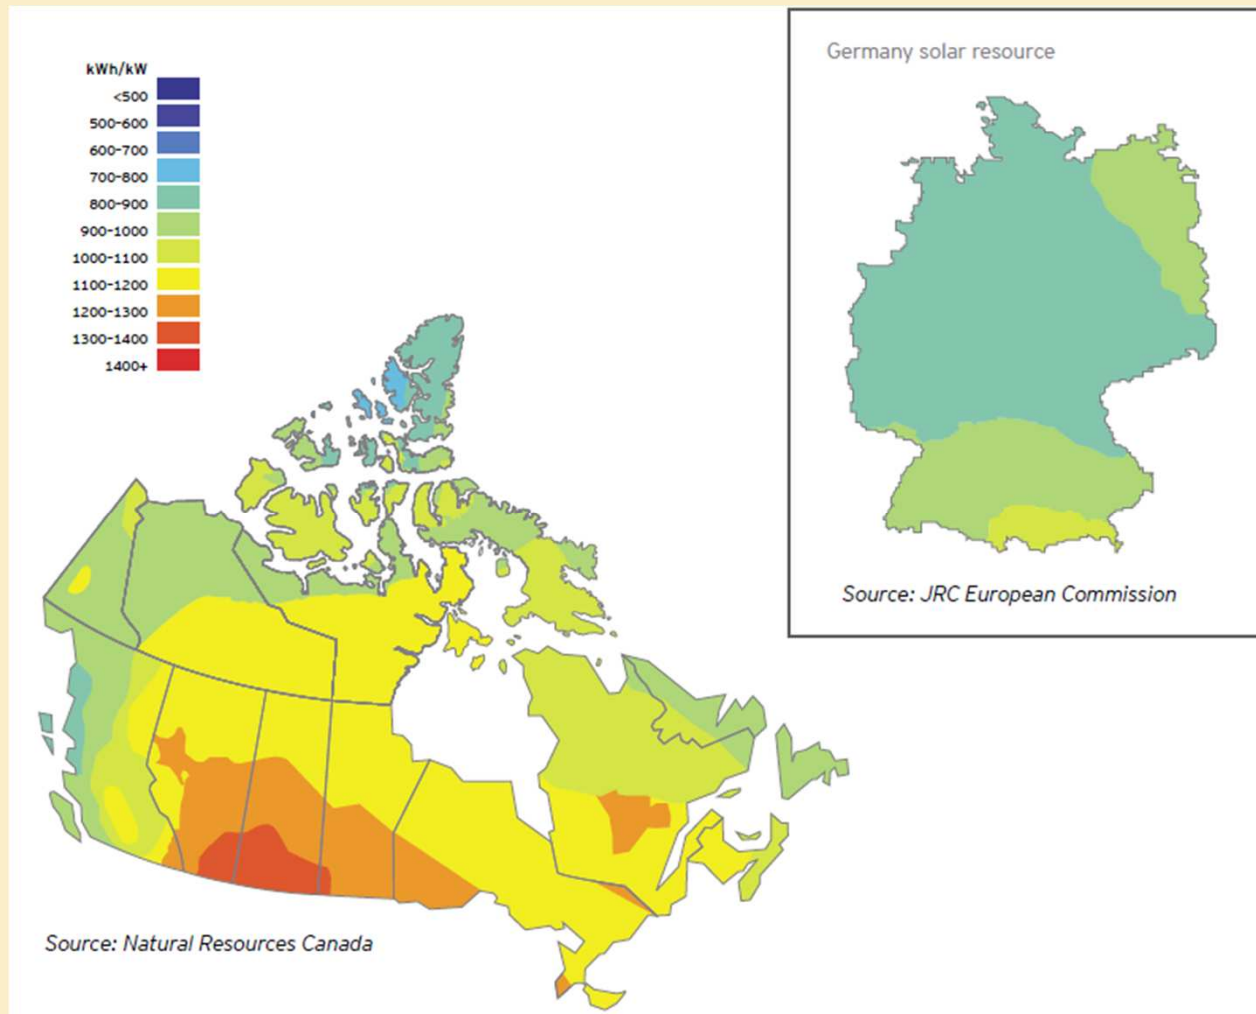 kWh/kW
<500
500-600
600-700
700-800
800-900
900-1000
1000-1100
1100-1200
1200-1300
1300-1400
1400+
Source: Natural Resources Canada
Germany solar resource
Source: JRC European Commission